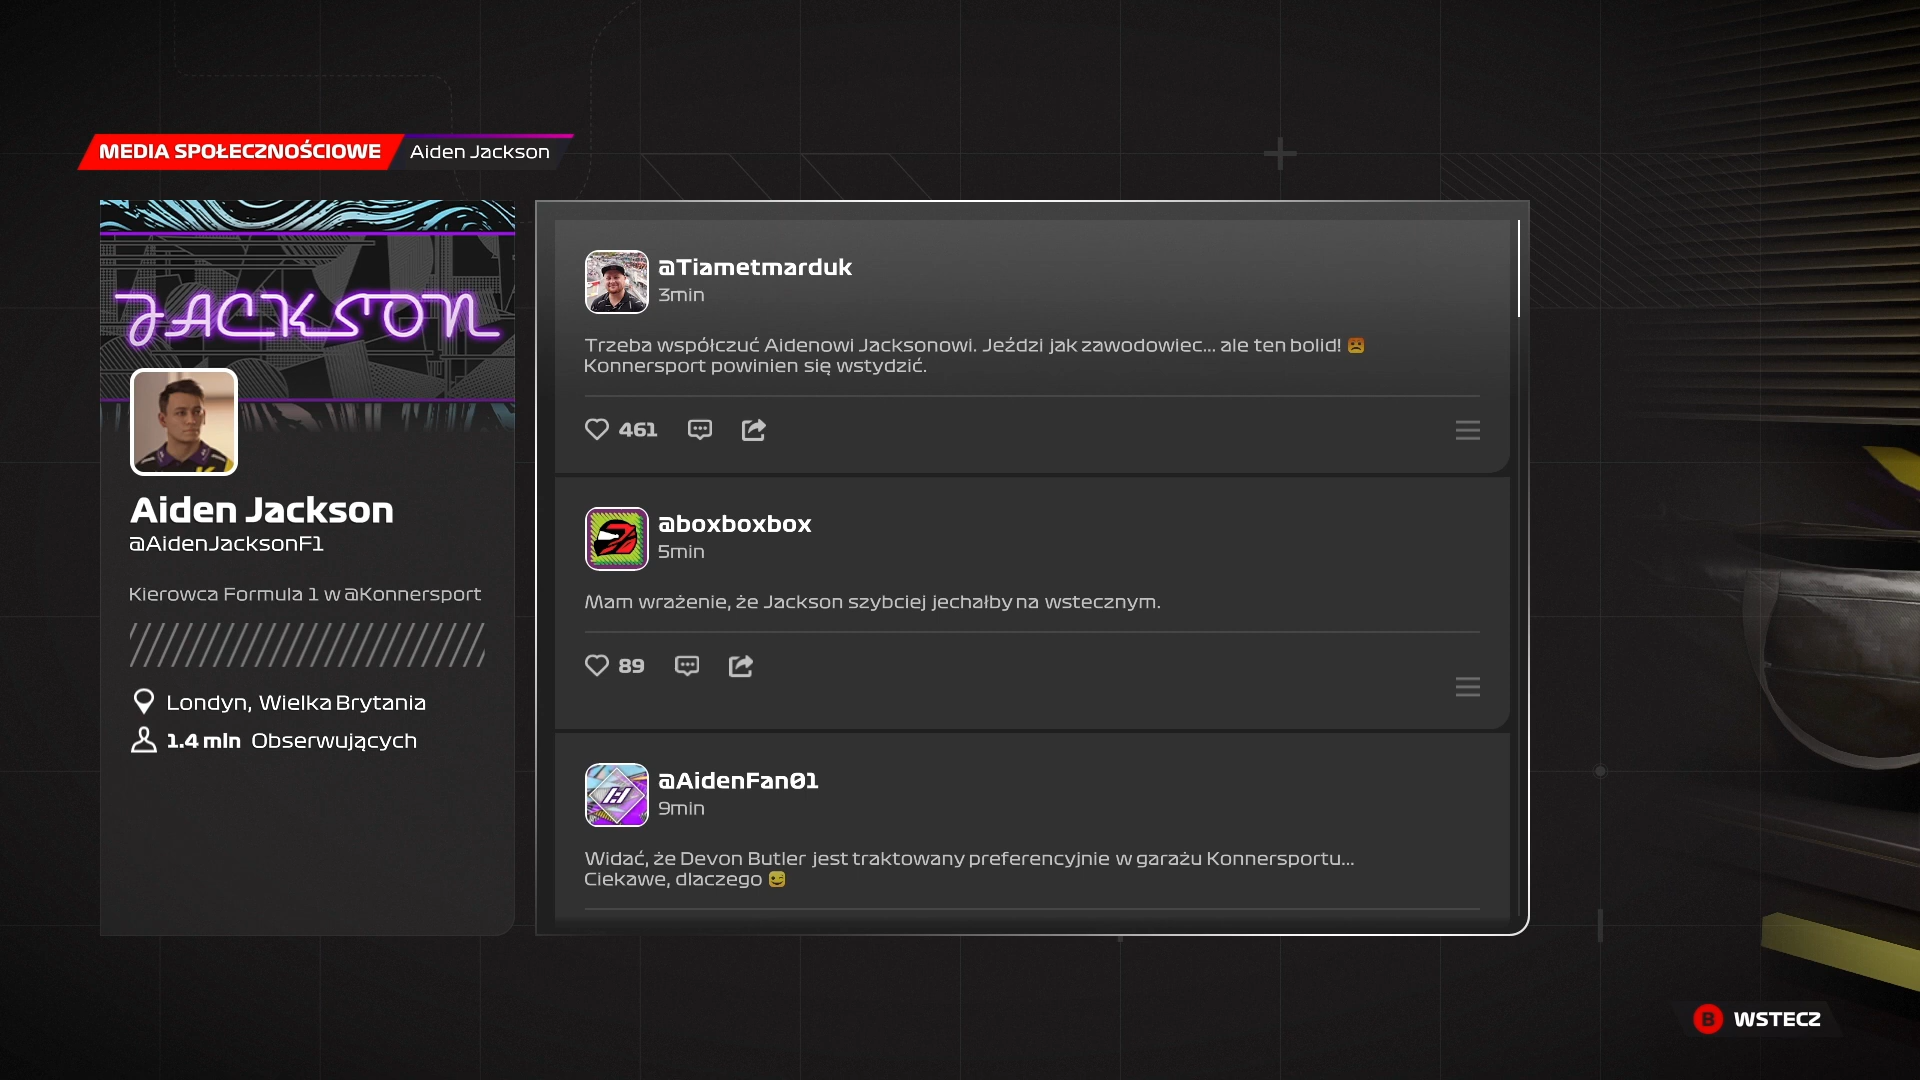 MEDIA SPOŁECZNOŚCIOWE Aiden Jackson
JACKSON
Aiden Jackson
@AidenJacksonF1
Kierowca Formula 1 w @Konnersport
Londyn, Wielka Brytania
1.4 mln Obserwujących
@Tiametmarduk
3min
Trzeba współczuć Aidenowi Jacksonowi. Jeździ jak zawodowiec... ale ten bolid! 😡
Konnersport powinien się wstydzić.
461
@boxboxbox
5min
Mam wrażenie, że Jackson szybciej jechałby na wstecznym.
89
@AidenFan01
9min
Widać, że Devon Butler jest traktowany preferencyjnie w garażu Konnersportu...
Ciekawe, dlaczego 😉
B WSTECZ